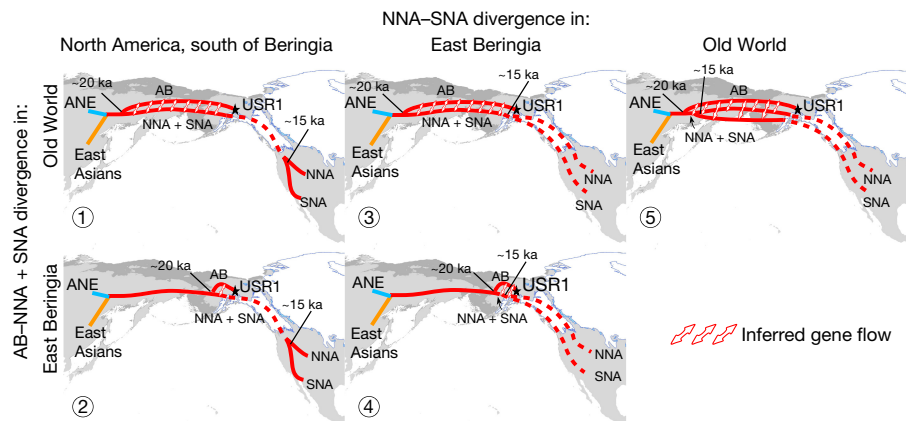 NNA–SNA divergence in:
North America, south of Beringia
East Beringia
Old World
AB–NNA + SNA divergence in:
Old World
East Beringia
~20 ka
AB
ANE
USR1
NNA + SNA
~15 ka
East
Asians
NNA
SNA
1
~15 ka
~20 ka
AB
ANE
USR1
NNA + SNA
East
Asians
NNA
SNA
3
~15 ka
~20 ka
AB
ANE
USR1
NNA + SNA
East
Asians
NNA
SNA
5
~20 ka
AB
ANE
USR1
NNA + SNA
~15 ka
East
Asians
NNA
SNA
2
~15 ka
~20 ka
AB
ANE
USR1
NNA + SNA
East
Asians
NNA
SNA
4
Inferred gene flow